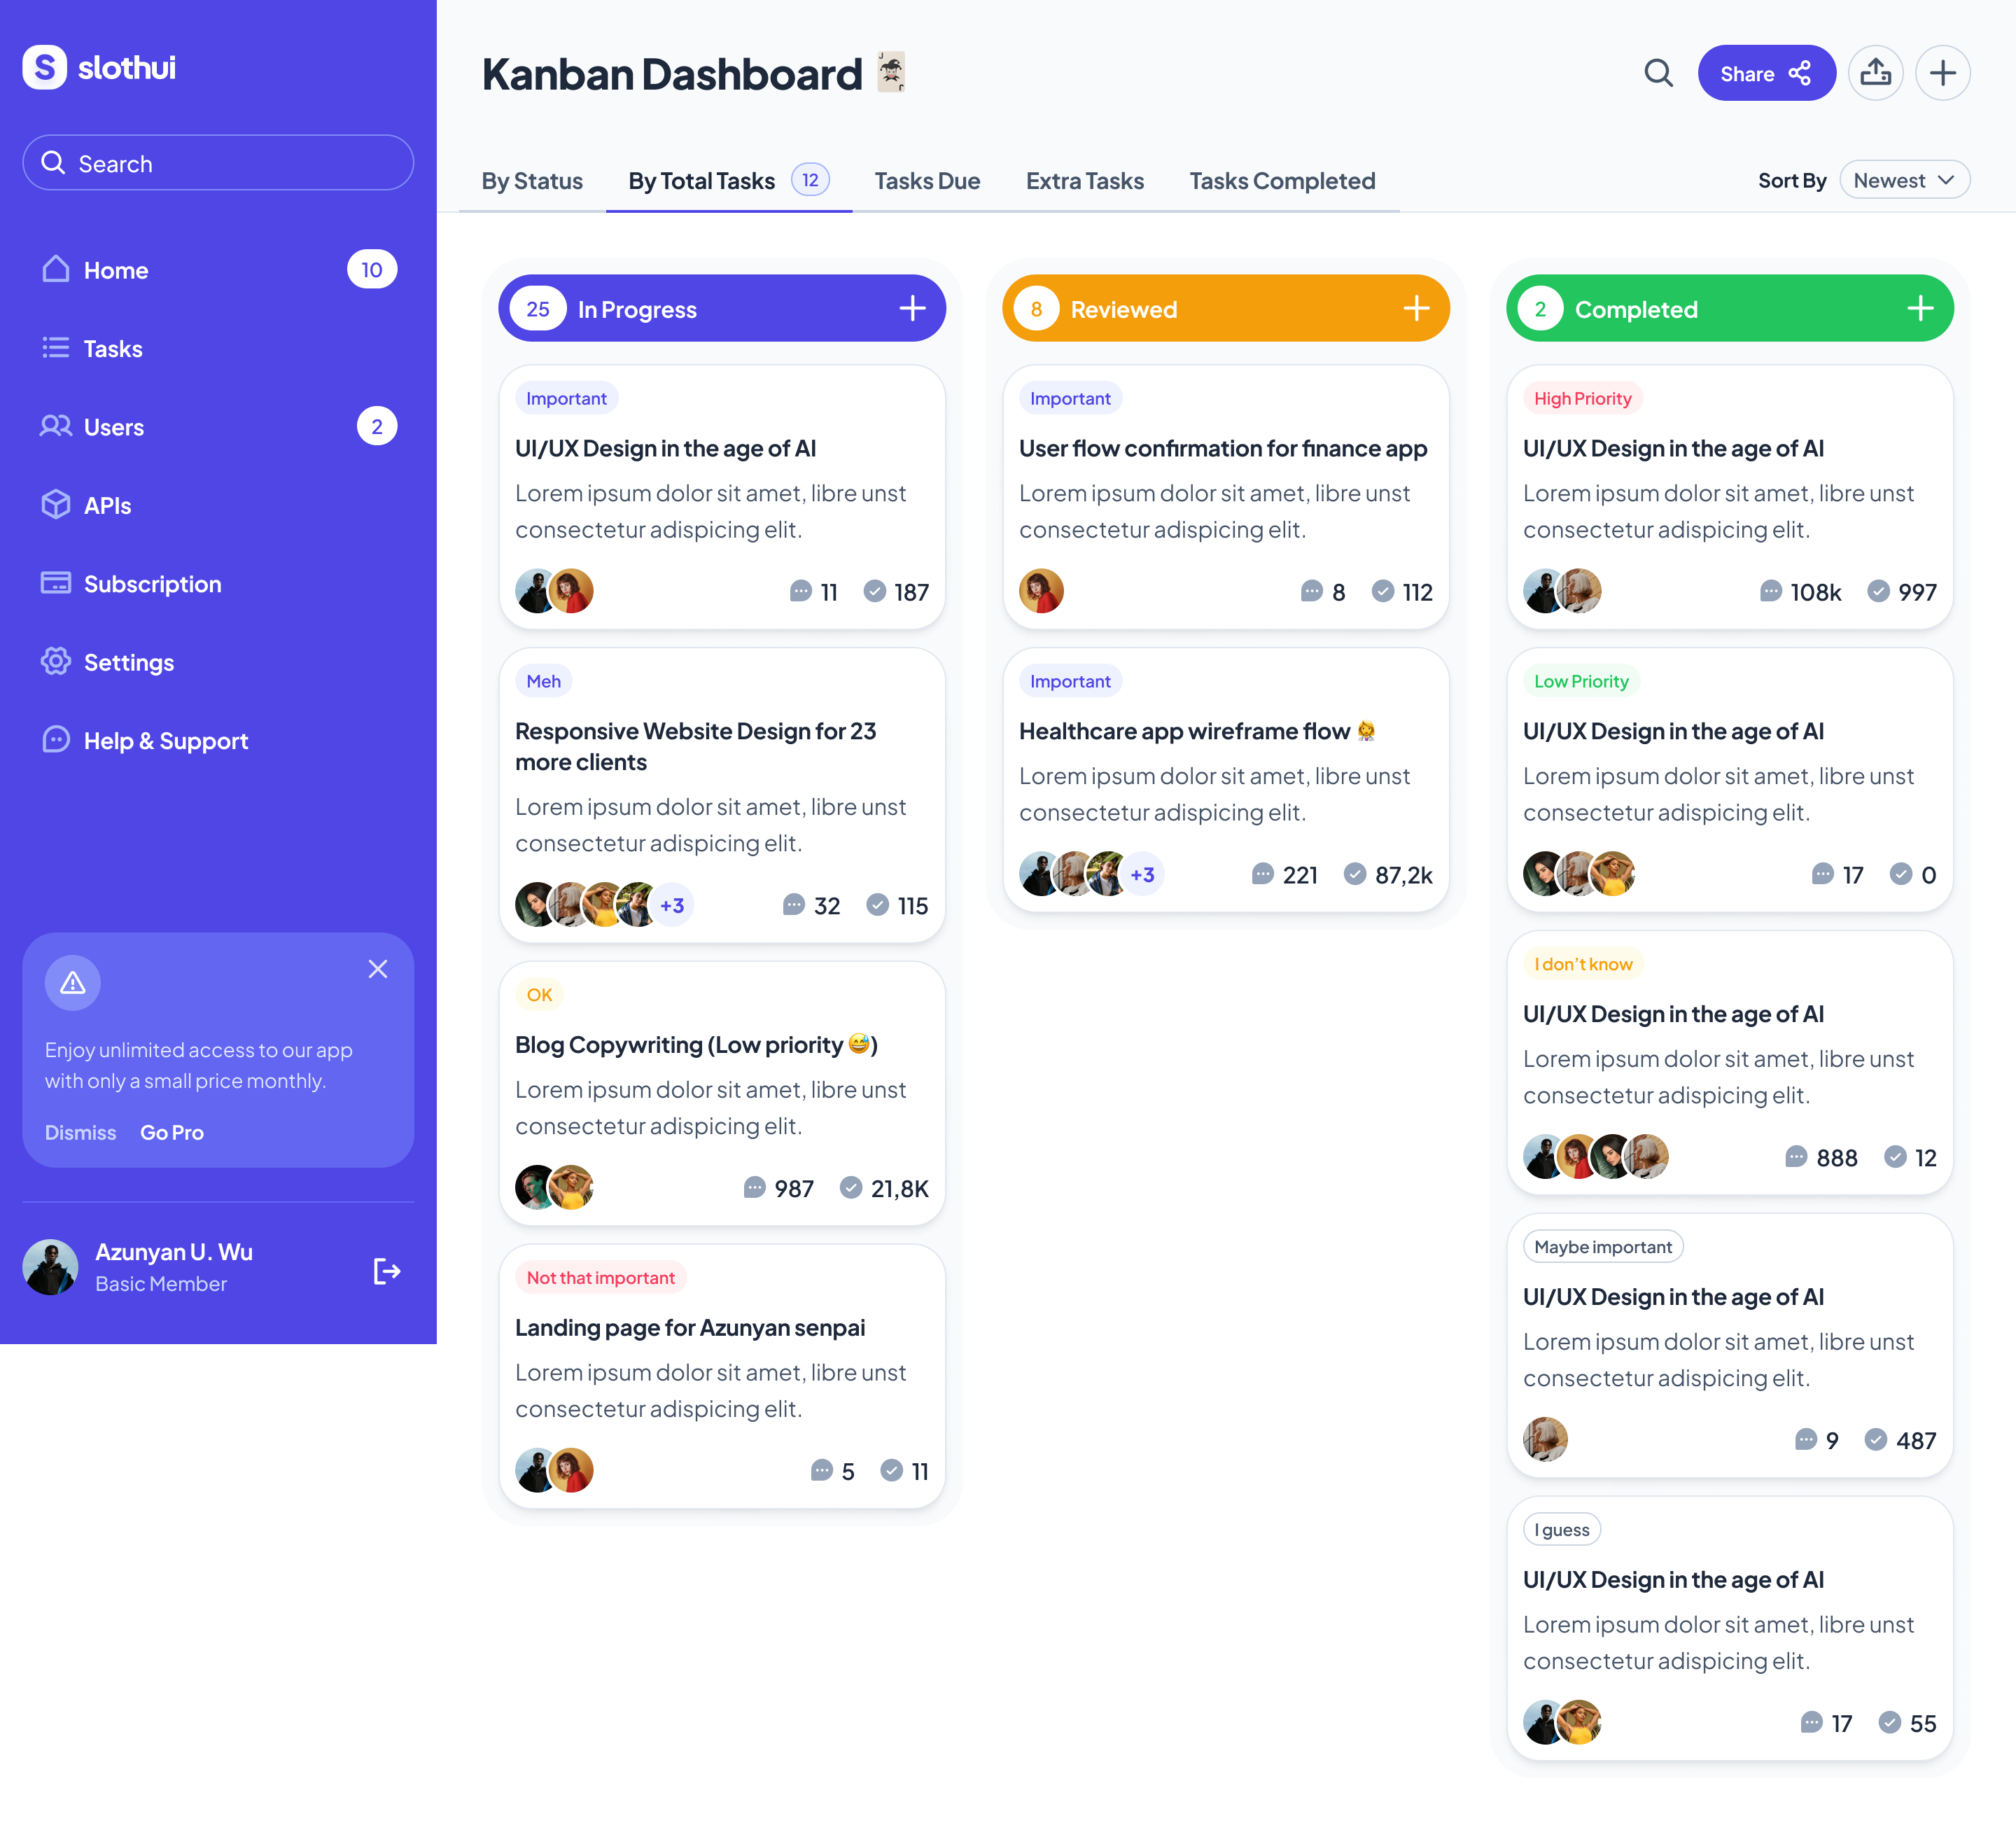 S slothui
Search
Home 10
Tasks
Users 2
APIs
Subscription
Settings
Help & Support
Enjoy unlimited access to our app
with only a small price monthly.
Dismiss Go Pro
Azunyan U. Wu
Basic Member
Kanban Dashboard
Share
By Status
By Total Tasks 12
Tasks Due
Extra Tasks
Tasks Completed
Sort By Newest
25 In Progress
Important
UI/UX Design in the age of AI
Lorem ipsum dolor sit amet, libre unst
consectetur adispicing elit.
11 187
Meh
Responsive Website Design for 23
more clients
Lorem ipsum dolor sit amet, libre unst
consectetur adispicing elit.
+3 32 115
OK
Blog Copywriting (Low priority 😅)
Lorem ipsum dolor sit amet, libre unst
consectetur adispicing elit.
987 21,8K
Not that important
Landing page for Azunyan senpai
Lorem ipsum dolor sit amet, libre unst
consectetur adispicing elit.
5 11
8 Reviewed
Important
User flow confirmation for finance app
Lorem ipsum dolor sit amet, libre unst
consectetur adispicing elit.
8 112
Important
Healthcare app wireframe flow 👩‍⚕️
Lorem ipsum dolor sit amet, libre unst
consectetur adispicing elit.
+3 221 87,2k
2 Completed
High Priority
UI/UX Design in the age of AI
Lorem ipsum dolor sit amet, libre unst
consectetur adispicing elit.
108k 997
Low Priority
UI/UX Design in the age of AI
Lorem ipsum dolor sit amet, libre unst
consectetur adispicing elit.
17 0
I don’t know
UI/UX Design in the age of AI
Lorem ipsum dolor sit amet, libre unst
consectetur adispicing elit.
888 12
Maybe important
UI/UX Design in the age of AI
Lorem ipsum dolor sit amet, libre unst
consectetur adispicing elit.
9 487
I guess
UI/UX Design in the age of AI
Lorem ipsum dolor sit amet, libre unst
consectetur adispicing elit.
17 55